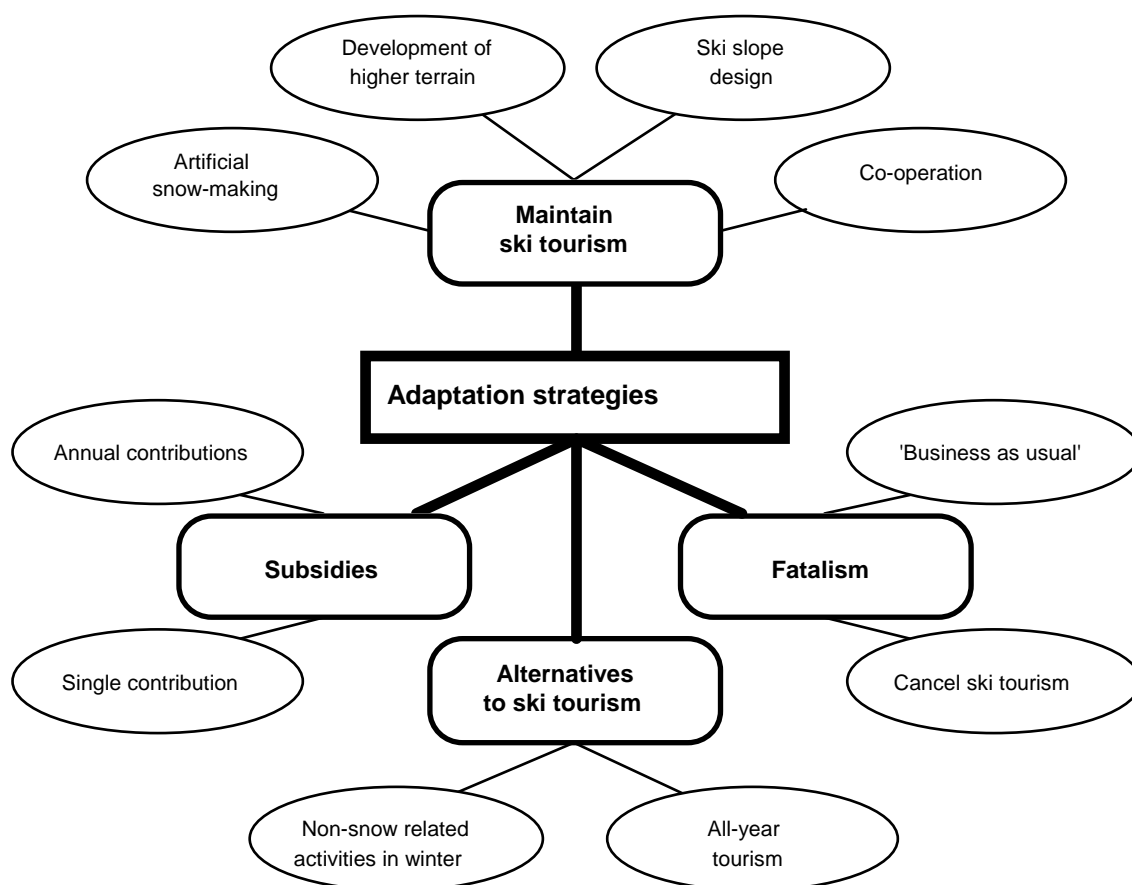 Development of
higher terrain
Ski slope
design
Artificial
snow-making
Co-operation
Maintain
ski tourism
Adaptation strategies
Annual contributions
'Business as usual'
Subsidies
Fatalism
Single contribution
Alternatives
to ski tourism
Cancel ski tourism
Non-snow related
activities in winter
All-year
tourism